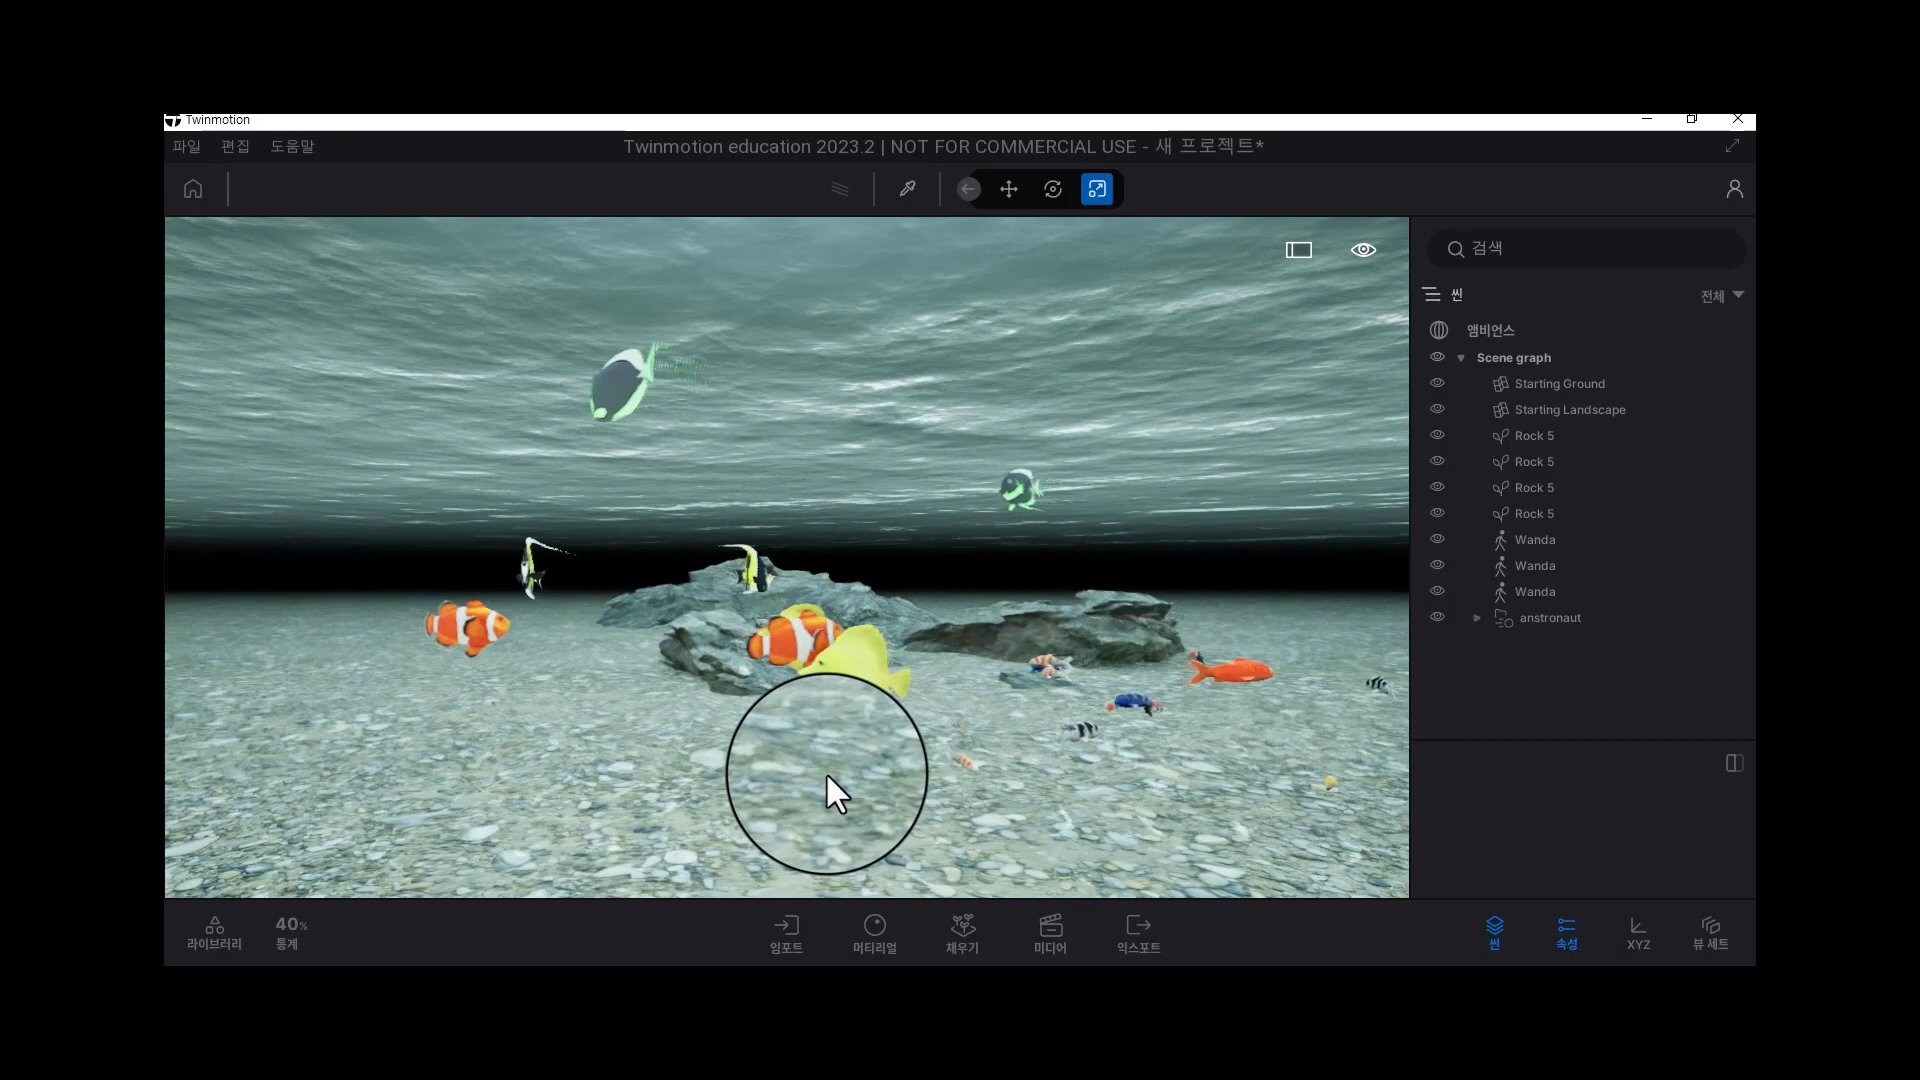 Twinmotion
파일 편집 도움말
Twinmotion education 2023.2 | NOT FOR COMMERCIAL USE - 새 프로젝트*
검색
씬 전체
앰비언스
Scene graph
Starting Ground
Starting Landscape
Rock 5
Rock 5
Rock 5
Rock 5
Wanda
Wanda
Wanda
anstronaut
라이브러리
40%
통계
임포트
머티리얼
채우기
미디어
익스포트
씬
속성
XYZ
뷰 세트